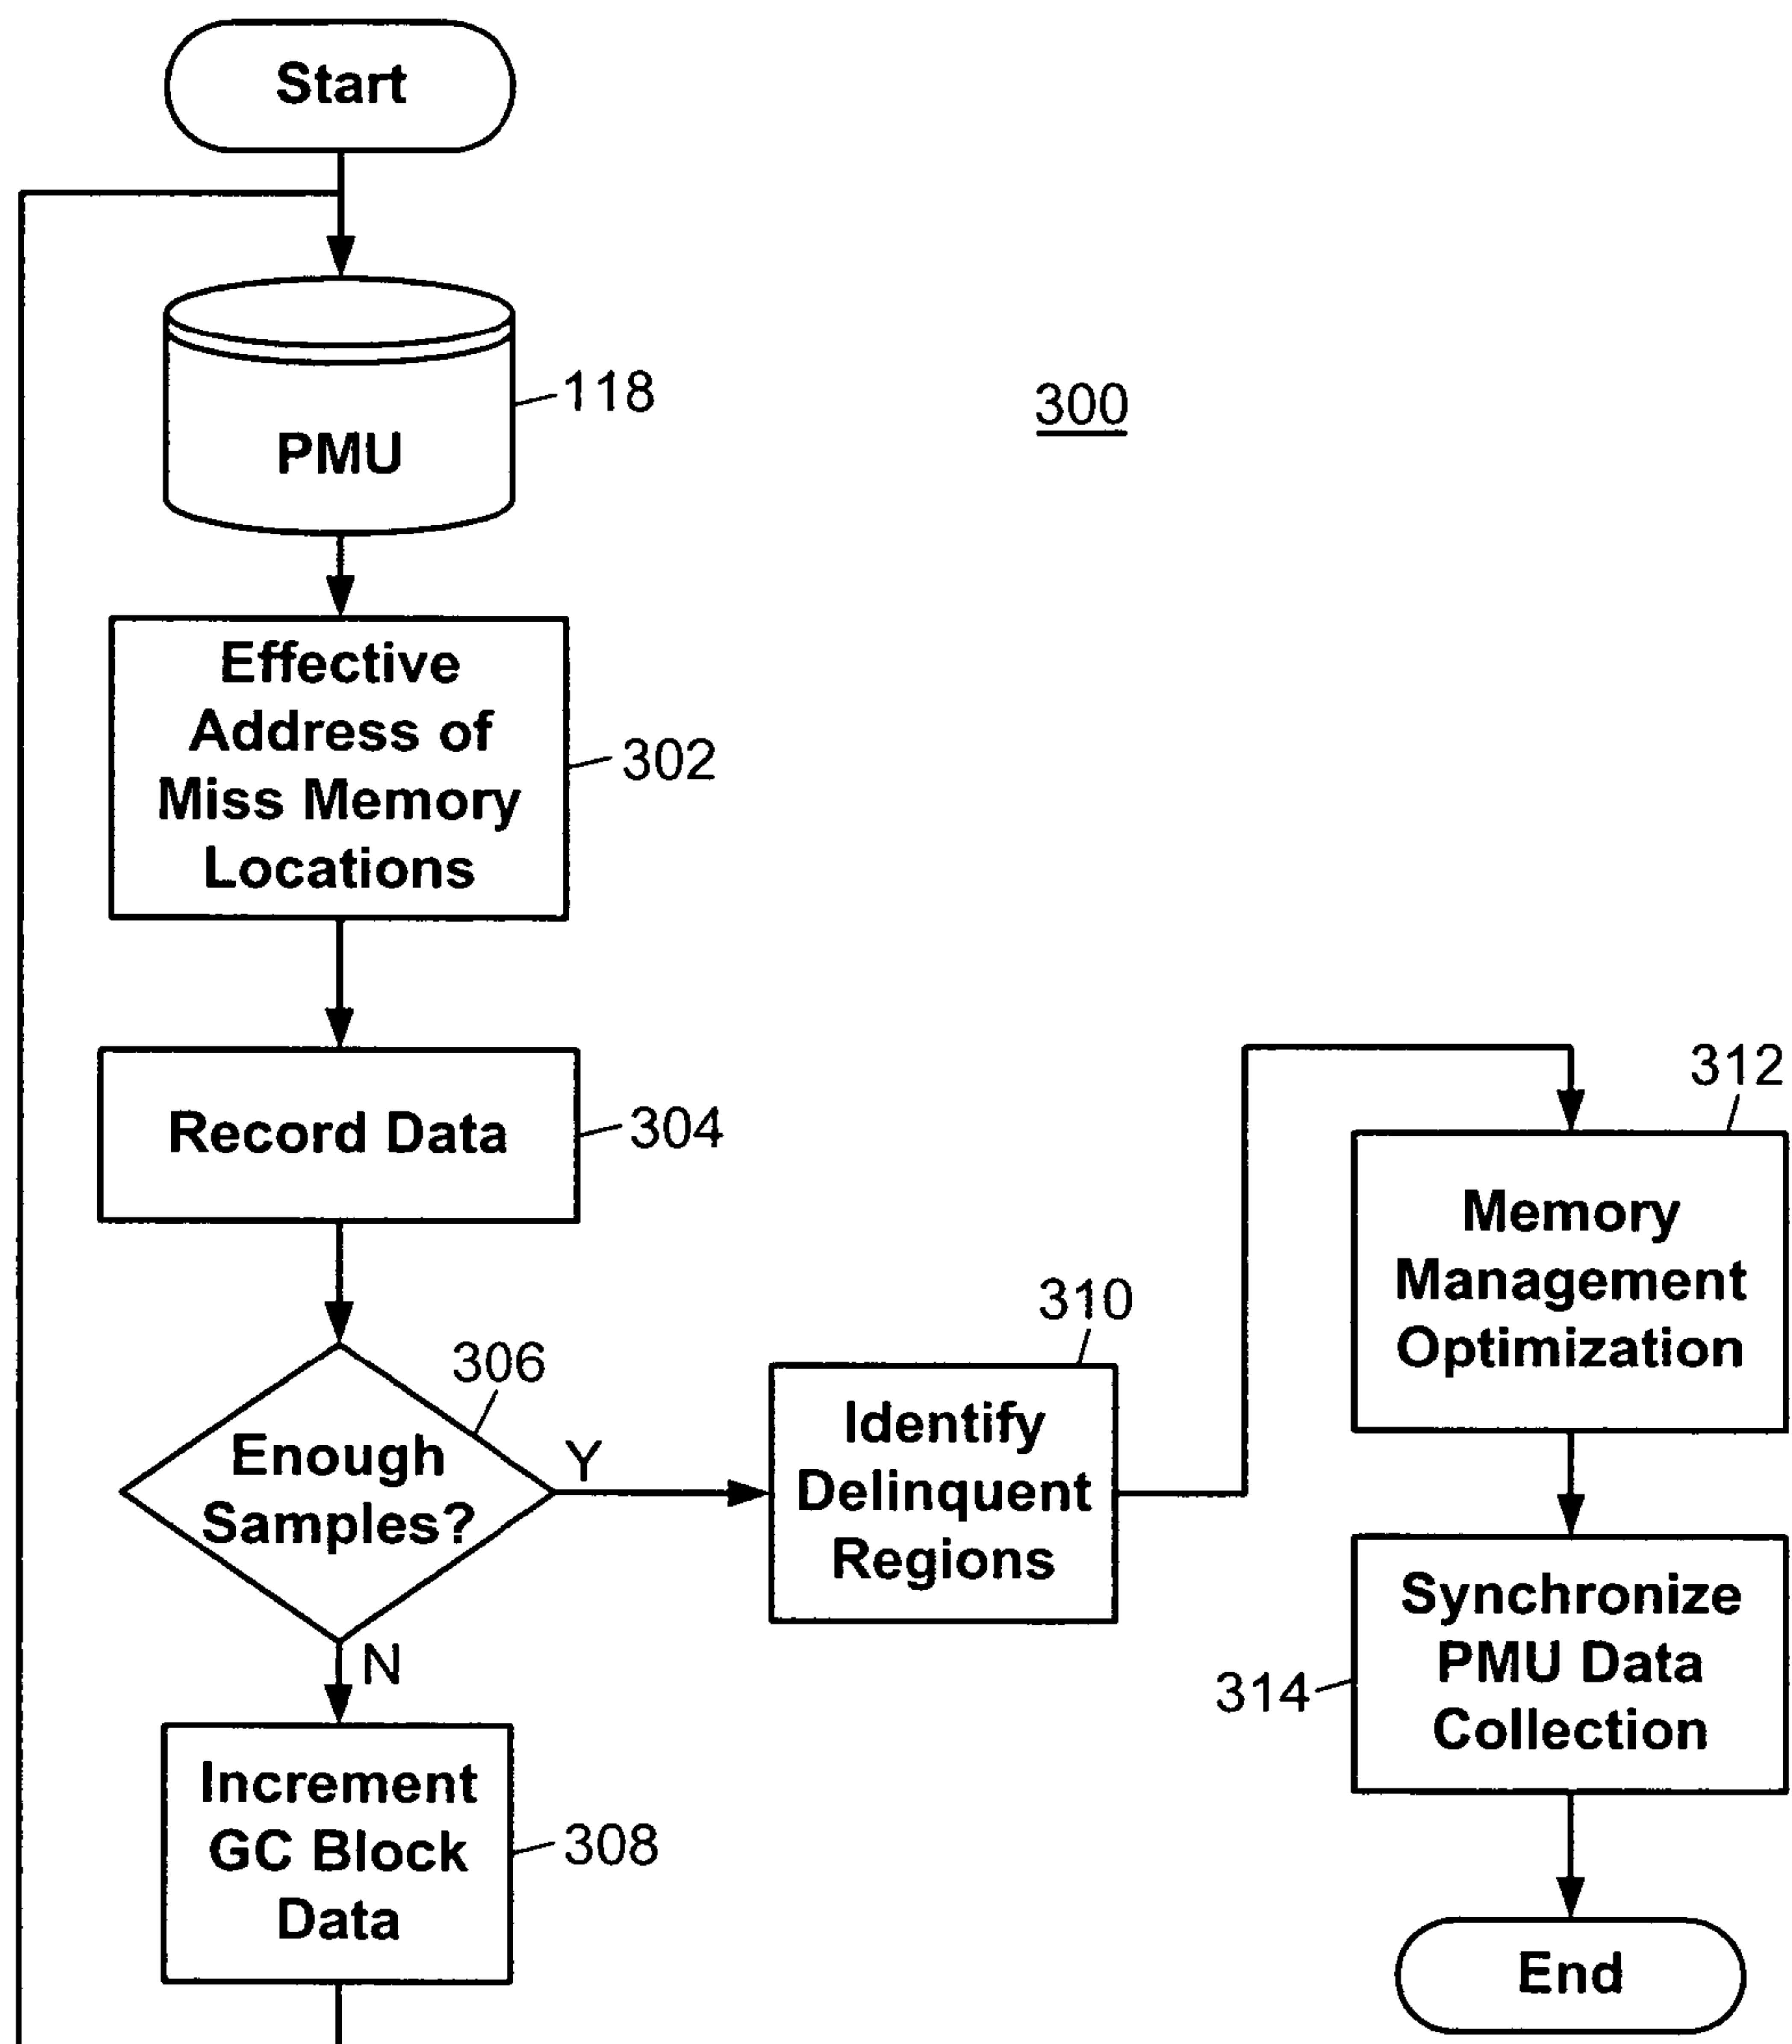 Start
PMU
118
300
Effective
Address of
Miss Memory
Locations
302
Record Data
304
Enough
Samples?
306
Y
N
Increment
GC Block
Data
308
Identify
Delinquent
Regions
310
Memory
Management
Optimization
312
Synchronize
PMU Data
Collection
314
End